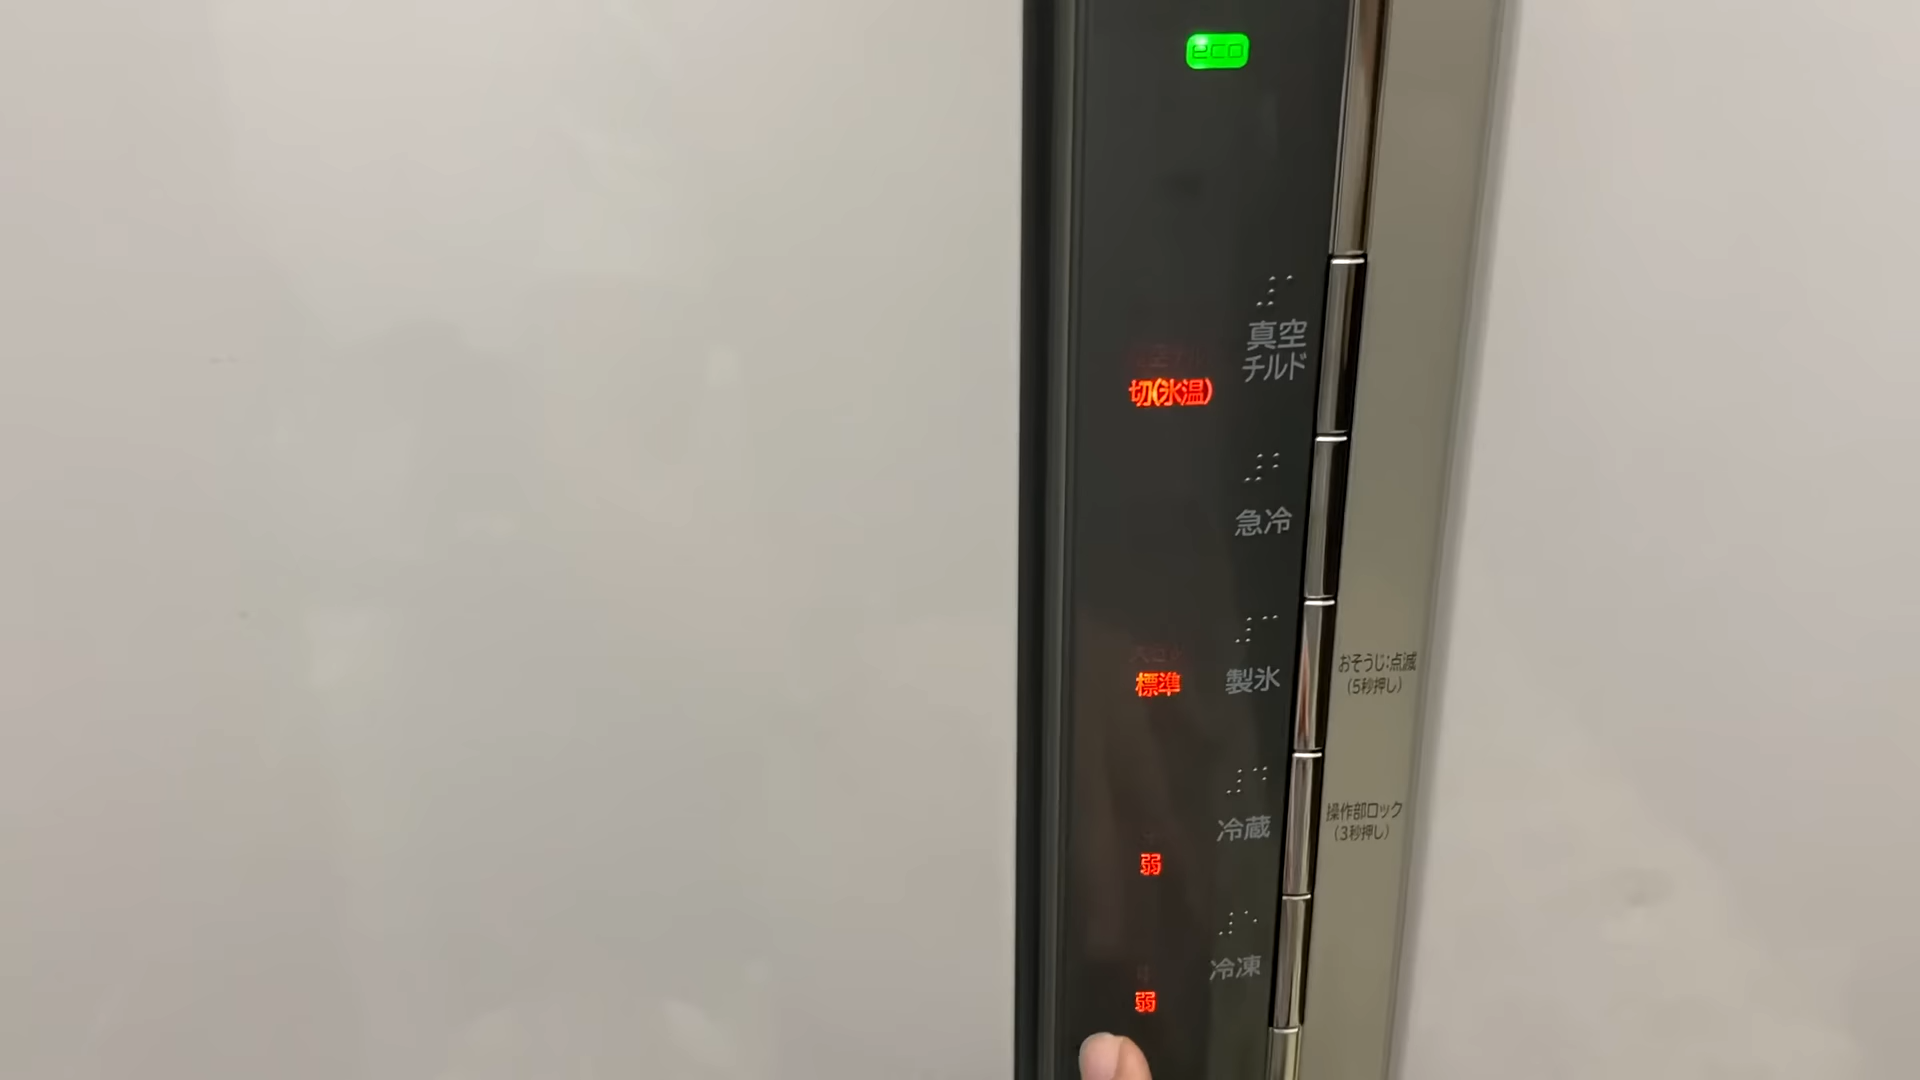 eco
真空
チルド
切(氷温)
急冷
標準
製氷
おそうじ:点滅
(5秒押し)
冷蔵
操作部ロック
(3秒押し)
弱
冷凍
弱